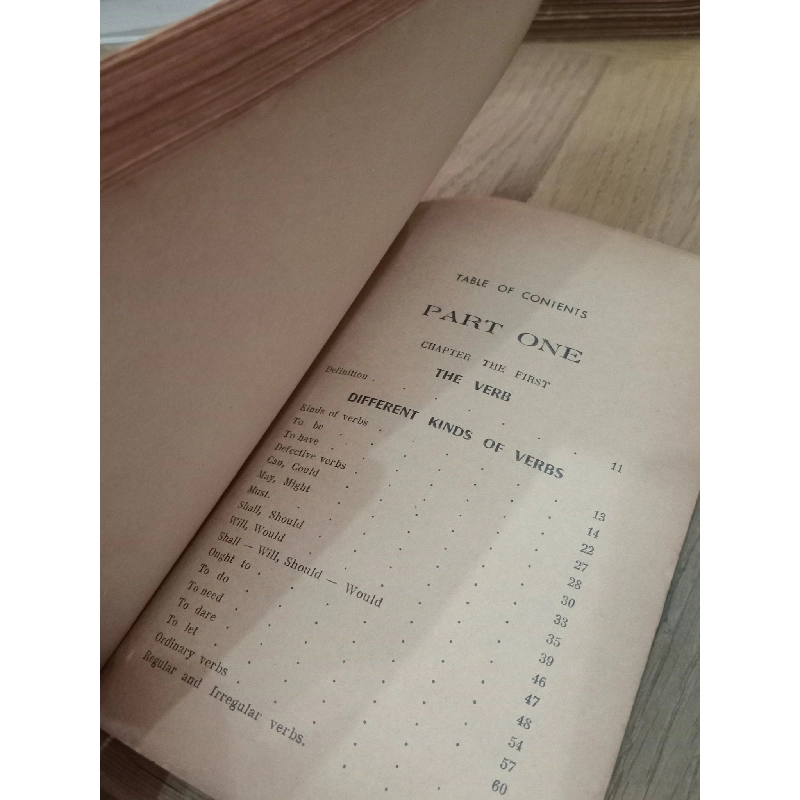 TABLE OF CONTENTS
PART ONE
CHAPTER THE FIRST
THE VERB
Definition . . . . . . . 11
DIFFERENT KINDS OF VERBS
Kinds of verbs . . . . . . 13
To be . . . . . . . 14
To have . . . . . . . 22
Defective verbs . . . . . . 27
Can, Could . . . . . . 28
May, Might . . . . . . 30
Must. . . . . . . 33
Shall, Should . . . . . . 35
Will, Would . . . . . . 39
Shall — Will, Should — Would . . . . 46
Ought to . . . . . . . 47
To do . . . . . . . 48
To need . . . . . . . 54
To dare . . . . . . . 57
To let . . . . . . . 60
Ordinary verbs . . . . .
Regular and Irregular verbs. . . .